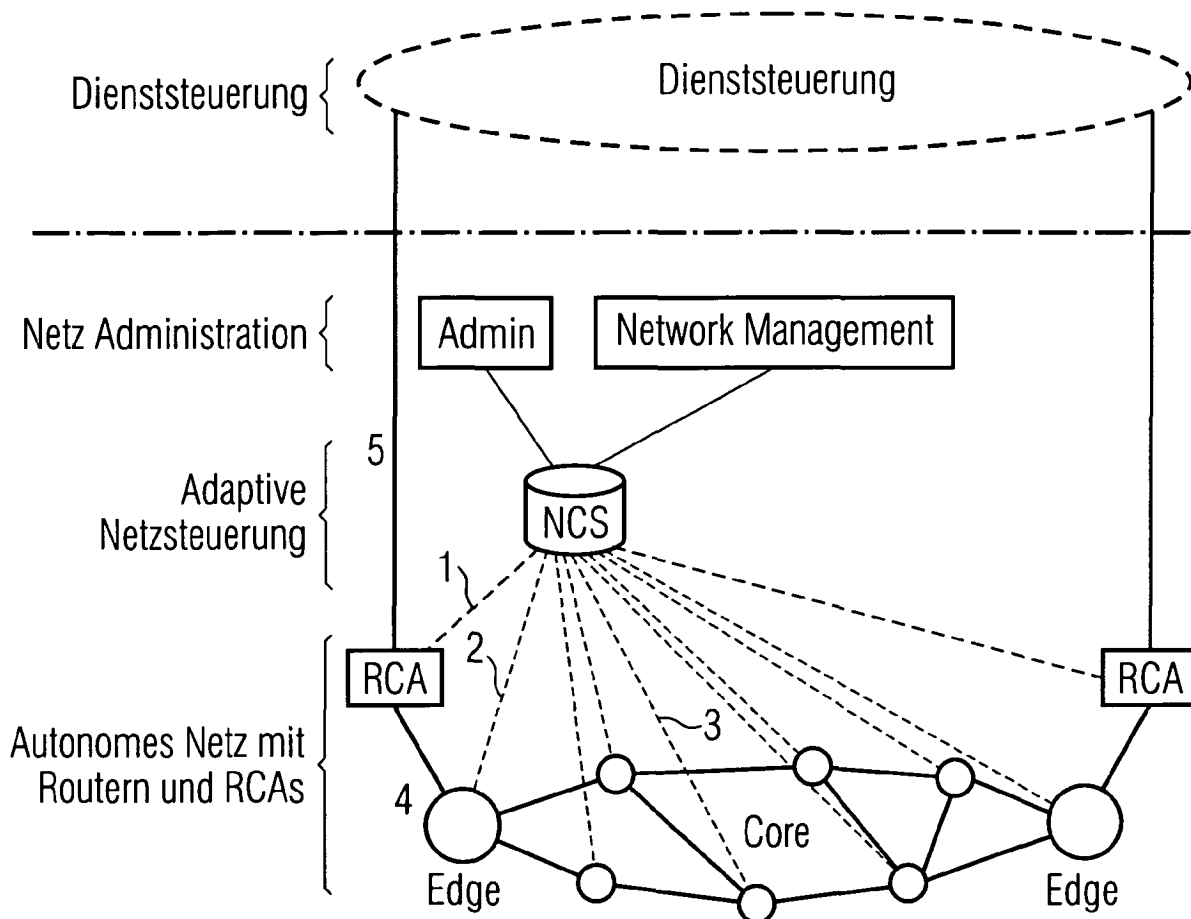 Dienststeuerung
Dienststeuerung
Netz Administration
Admin
Network Management
5
Adaptive
Netzsteuerung
NCS
1
2
RCA
RCA
3
Autonomes Netz mit
Routern und RCAs
4
Core
Edge
Edge